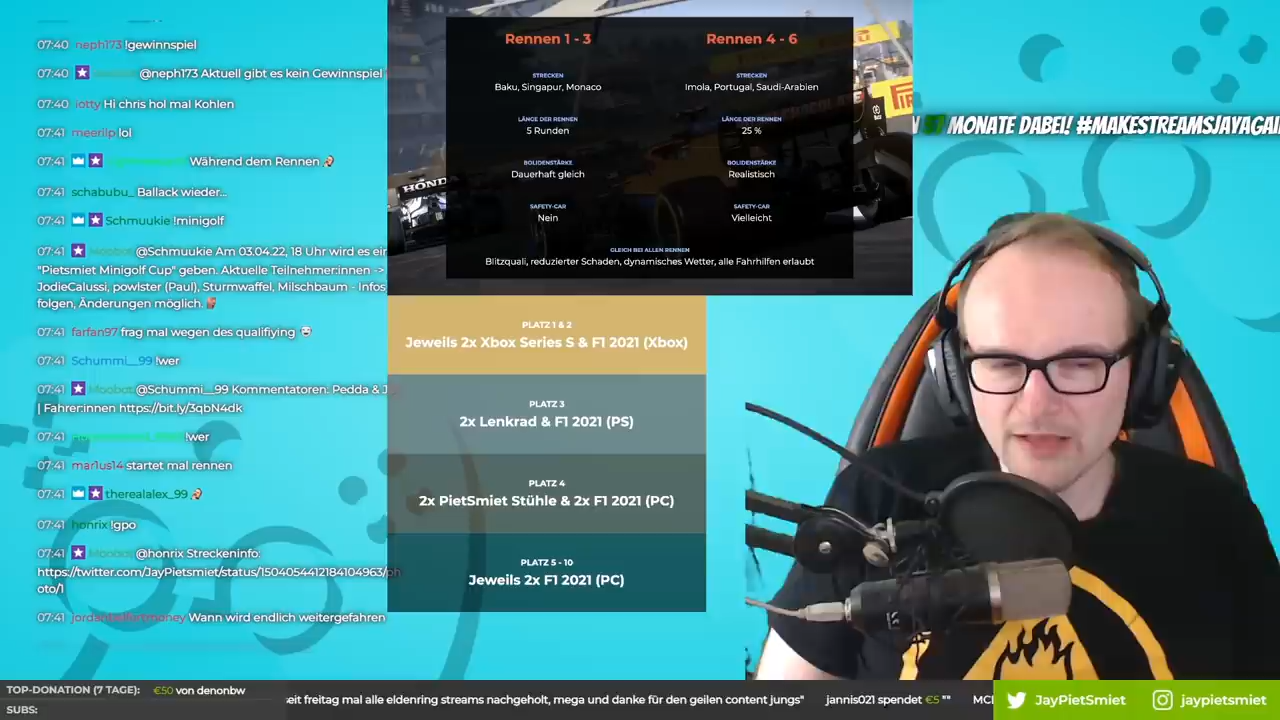 07:40 neph173 !gewinnspiel
07:40 @neph173 Aktuell gibt es kein Gewinnspiel
07:40 iotty Hi chris hol mal Kohlen
07:41 meerilp lol
07:41 Während dem Rennen
07:41 schabubu_ Ballack wieder...
07:41 Schmuukie !minigolf
07:41 Moobot @Schmuukie Am 03.04.22, 18 Uhr wird es ein
"Pietsmiet Minigolf Cup" geben. Aktuelle Teilnehmer:innen ->
JodieCalussi, powlster (Paul), Sturmwaffel, Milschbaum - Infos
folgen, Änderungen möglich.
07:41 farfan97 frag mal wegen des qualifiying
07:41 Schummi__99 !wer
07:41 Moobot @Schummi__99 Kommentatoren: Pedda & J
| Fahrer:innen https://bit.ly/3qbN4dk
07:41 !wer
07:41 mar1us14 startet mal rennen
07:41 therealalex_99
07:41 honrix !gpo
07:41 Moobot @honrix Streckeninfo:
https://twitter.com/JayPietsmiet/status/1504054412184104963/ph
oto/1
07:41 Wann wird endlich weitergefahren
Rennen 1 - 3
STRECKEN
Baku, Singapur, Monaco
LÄNGE DER RENNEN
5 Runden
BOLIDENSTÄRKE
Dauerhaft gleich
SAFETY-CAR
Nein
Rennen 4 - 6
STRECKEN
Imola, Portugal, Saudi-Arabien
LÄNGE DER RENNEN
25 %
BOLIDENSTÄRKE
Realistisch
SAFETY-CAR
Vielleicht
GLEICH BEI ALLEN RENNEN
Blitzquali, reduzierter Schaden, dynamisches Wetter, alle Fahrhilfen erlaubt
HOND
MONATE DABEI! #MAKESTREAMSJAYAGAI
PLATZ 1 & 2
Jeweils 2x Xbox Series S & F1 2021 (Xbox)
PLATZ 3
2x Lenkrad & F1 2021 (PS)
PLATZ 4
2x PietSmiet Stühle & 2x F1 2021 (PC)
PLATZ 5 - 10
Jeweils 2x F1 2021 (PC)
TOP-DONATION (7 TAGE): €50 von denonbw
SUBS:
seit freitag mal alle eldenring streams nachgeholt, mega und danke für den geilen content jungs" jannis021 spendet €5 "" MCI
JayPietSmiet
jaypietsmiet